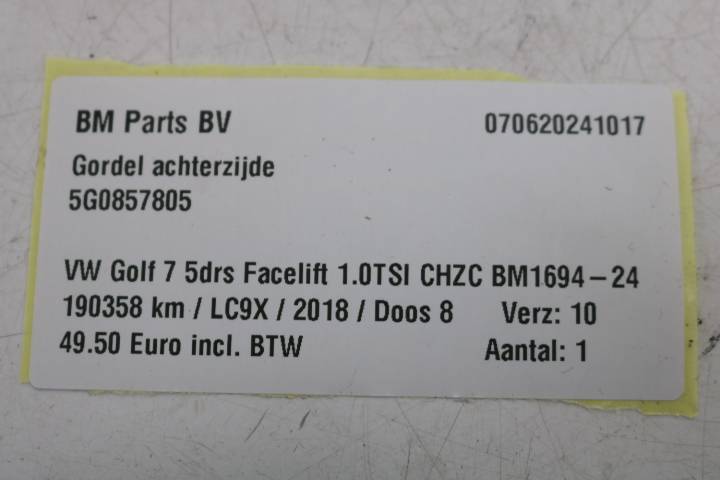 BM Parts BV 070620241017
Gordel achterzijde
5G0857805
VW Golf 7 5drs Facelift 1.0TSI CHZC BM1694-24
190358 km / LC9X / 2018 / Doos 8 Verz: 10
49.50 Euro incl. BTW Aantal: 1